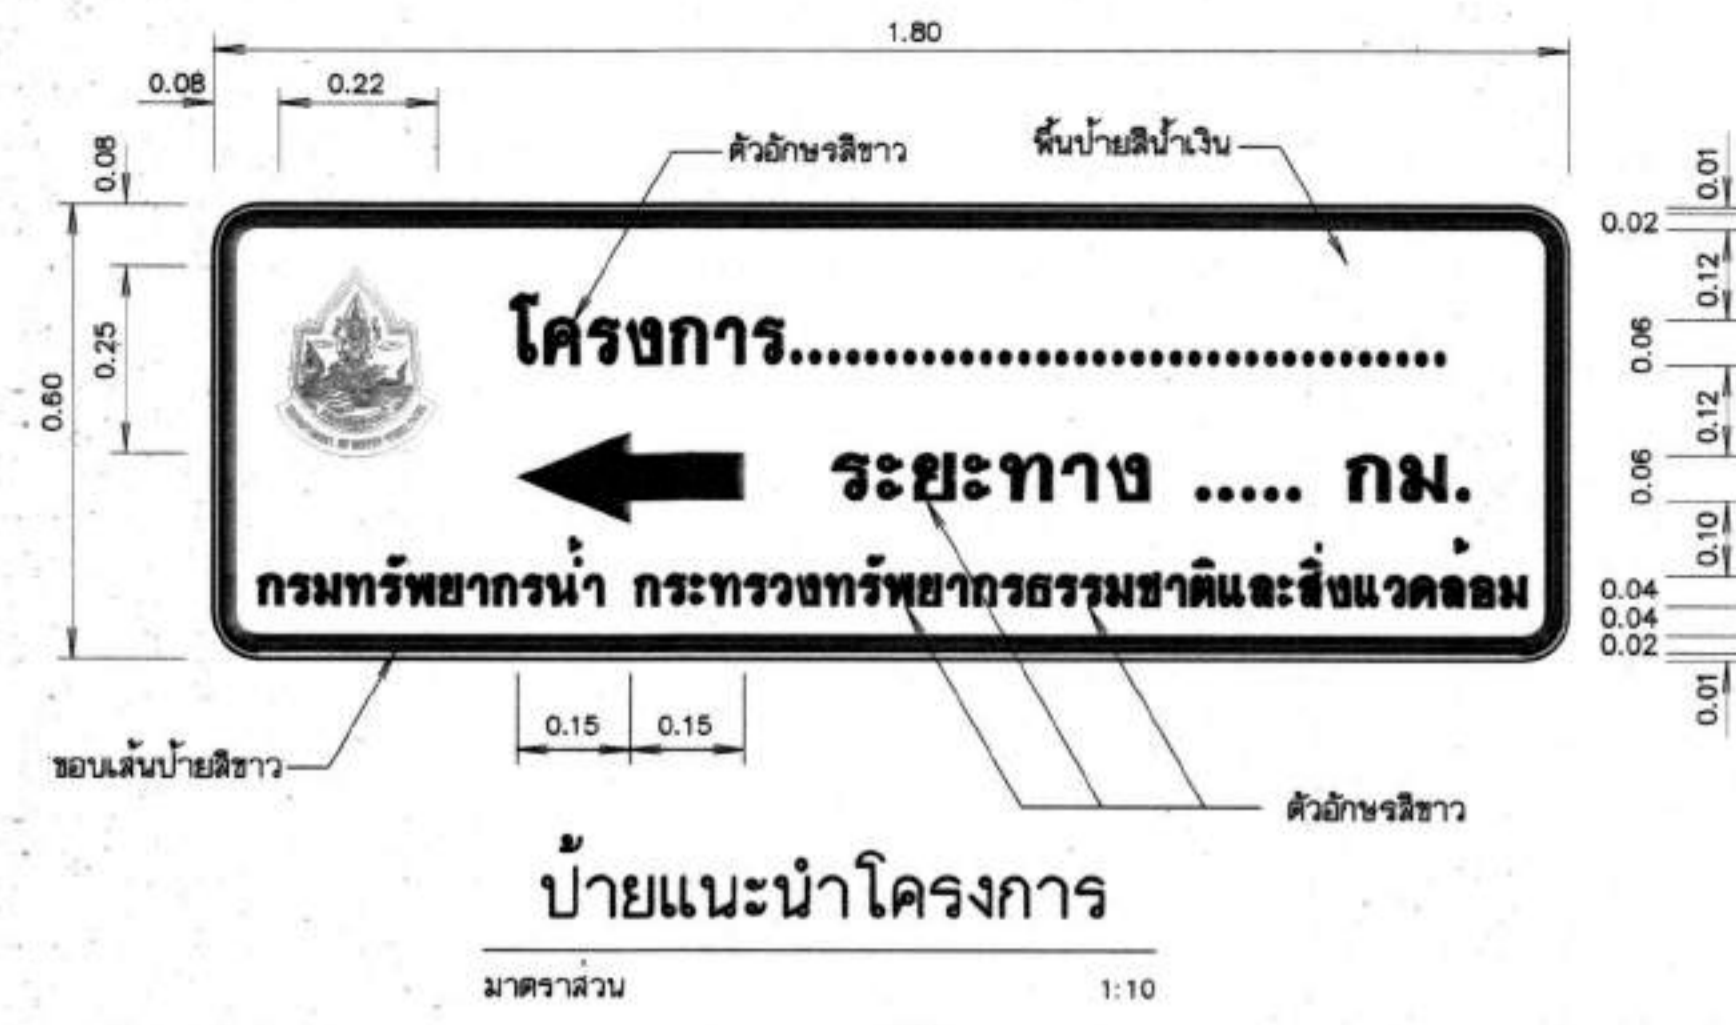 1.80
0.08
0.22
ตัวอักษรสีขาว
พื้นป้ายสีน้ำเงิน
0.08
0.01
0.02
0.12
0.25
0.60
โครงการ...................................
0.06
0.12
ระยะทาง ..... กม.
0.06
0.10
กรมทรัพยากรน้ำ กระทรวงทรัพยากรธรรมชาติและสิ่งแวดล้อม
0.04
0.04
0.02
0.01
0.15
0.15
ขอบเส้นป้ายสีขาว
ตัวอักษรสีขาว
ป้ายแนะนำโครงการ
มาตราส่วน 1:10